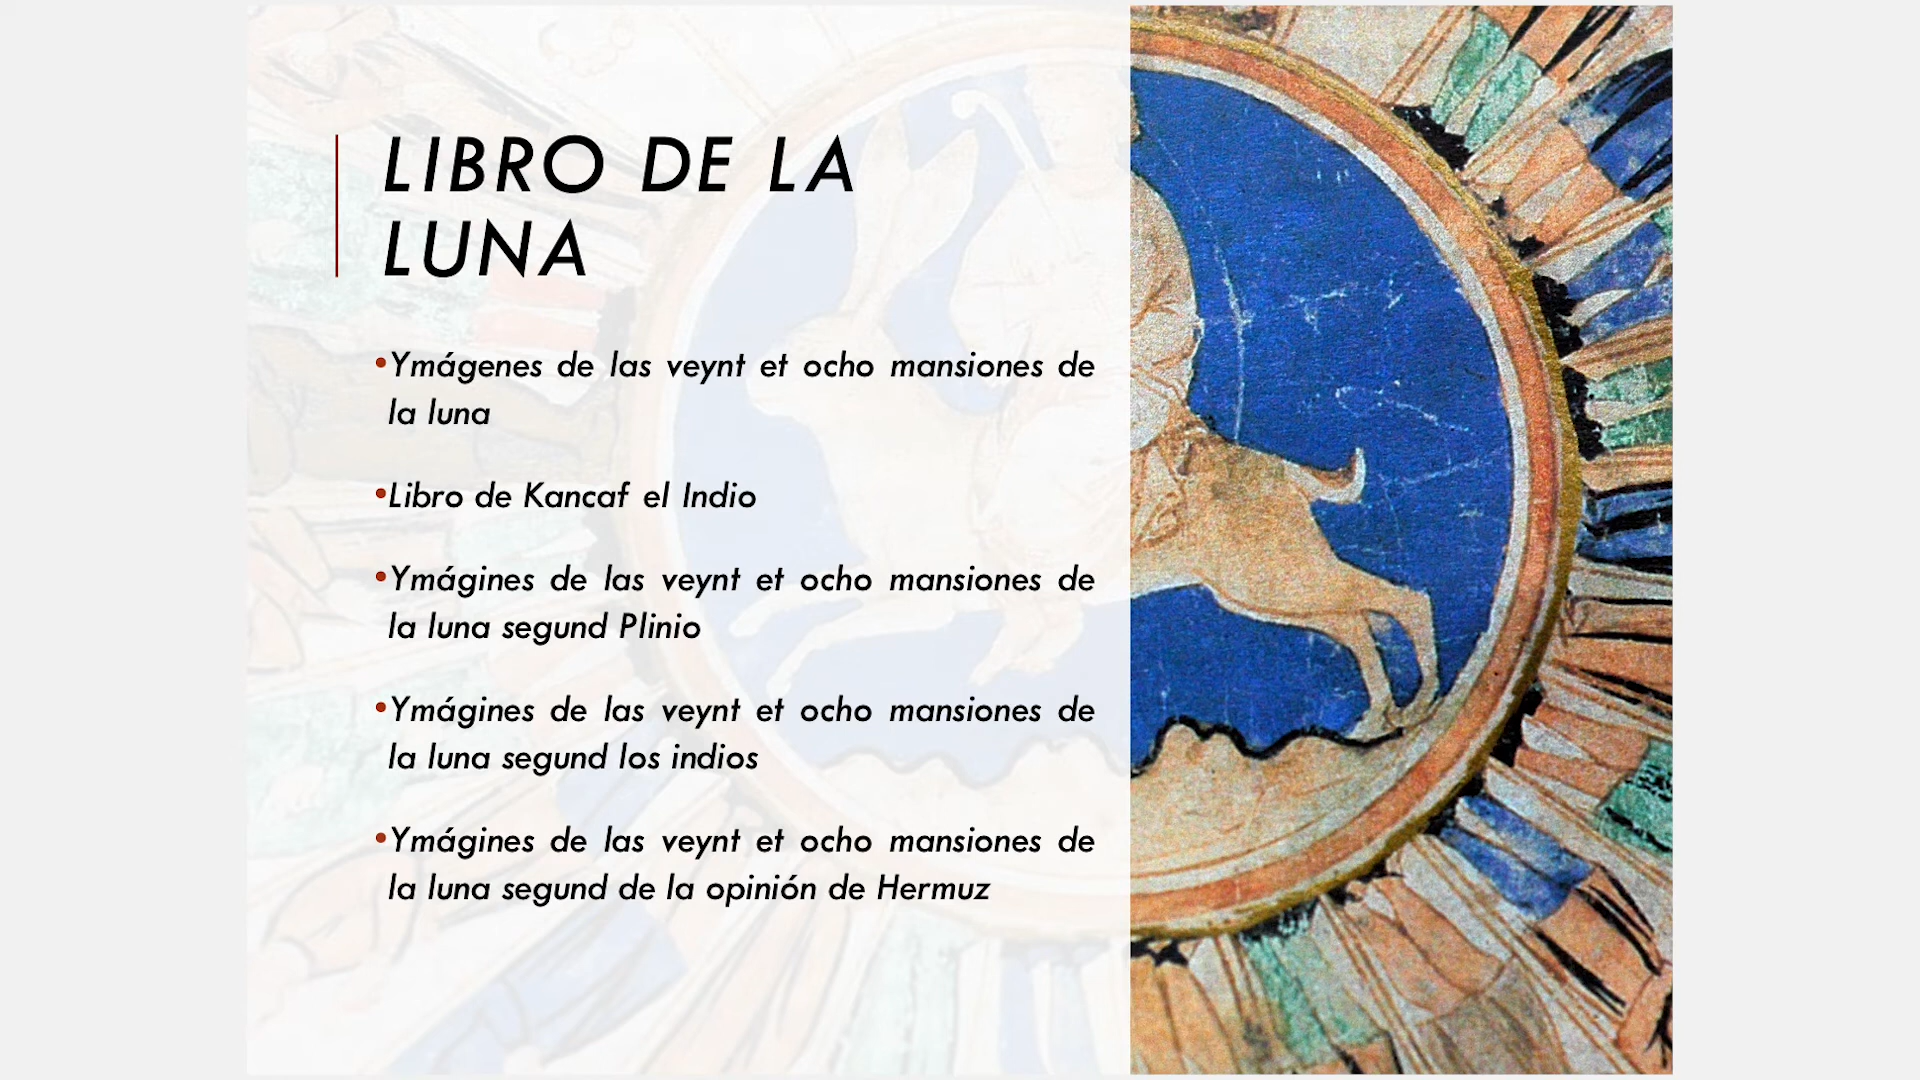 LIBRO DE LA
LUNA
•Ymágenes de las veynt et ocho mansiones de
la luna
•Libro de Kancaf el Indio
•Ymágines de las veynt et ocho mansiones de
la luna segund Plinio
•Ymágines de las veynt et ocho mansiones de
la luna segund los indios
•Ymágines de las veynt et ocho mansiones de
la luna segund de la opinión de Hermuz